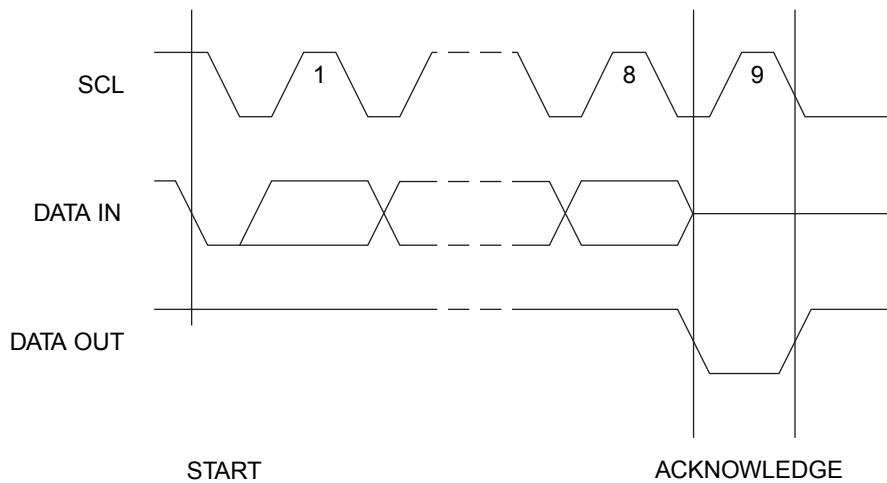 SCL
1
8
9
DATA IN
DATA OUT
START
ACKNOWLEDGE